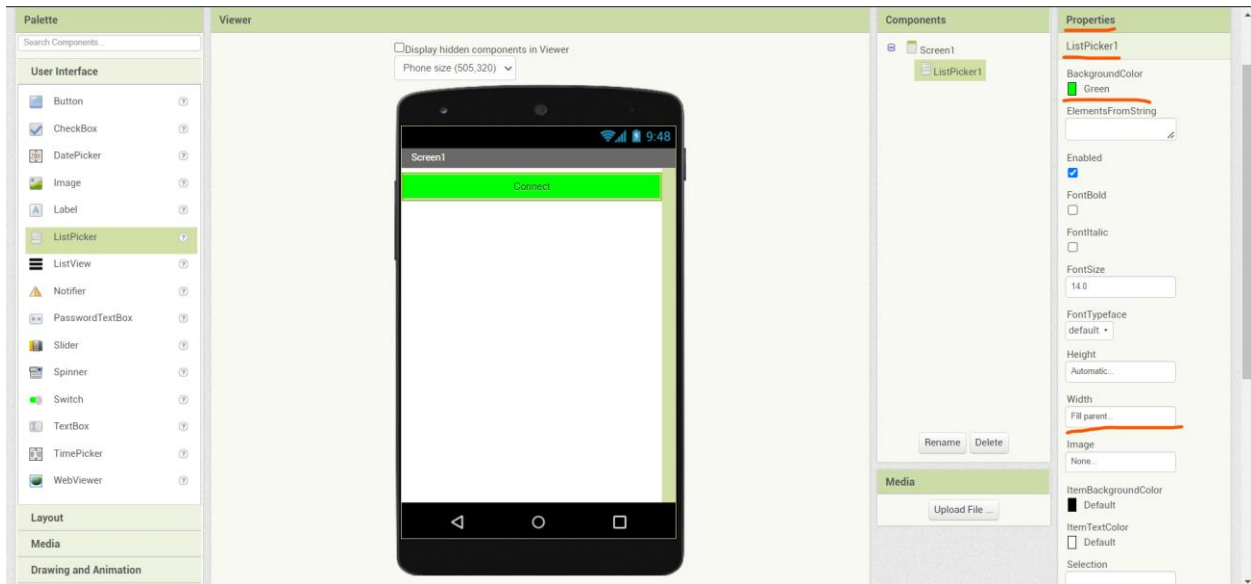 Palette
Search Components...
User Interface
Button
CheckBox
DatePicker
Image
Label
ListPicker
ListView
Notifier
PasswordTextBox
Slider
Spinner
Switch
TextBox
TimePicker
WebViewer
Layout
Media
Drawing and Animation
Viewer
Display hidden components in Viewer
Phone size (505,320)
9:48
Screen1
Connect
Components
Screen1
ListPicker1
Rename Delete
Media
Upload File ...
Properties
ListPicker1
BackgroundColor
Green
ElementsFromString
Enabled
FontBold
FontItalic
FontSize
14.0
FontTypeface
default
Height
Automatic...
Width
Fill parent...
Image
None...
ItemBackgroundColor
Default
ItemTextColor
Default
Selection